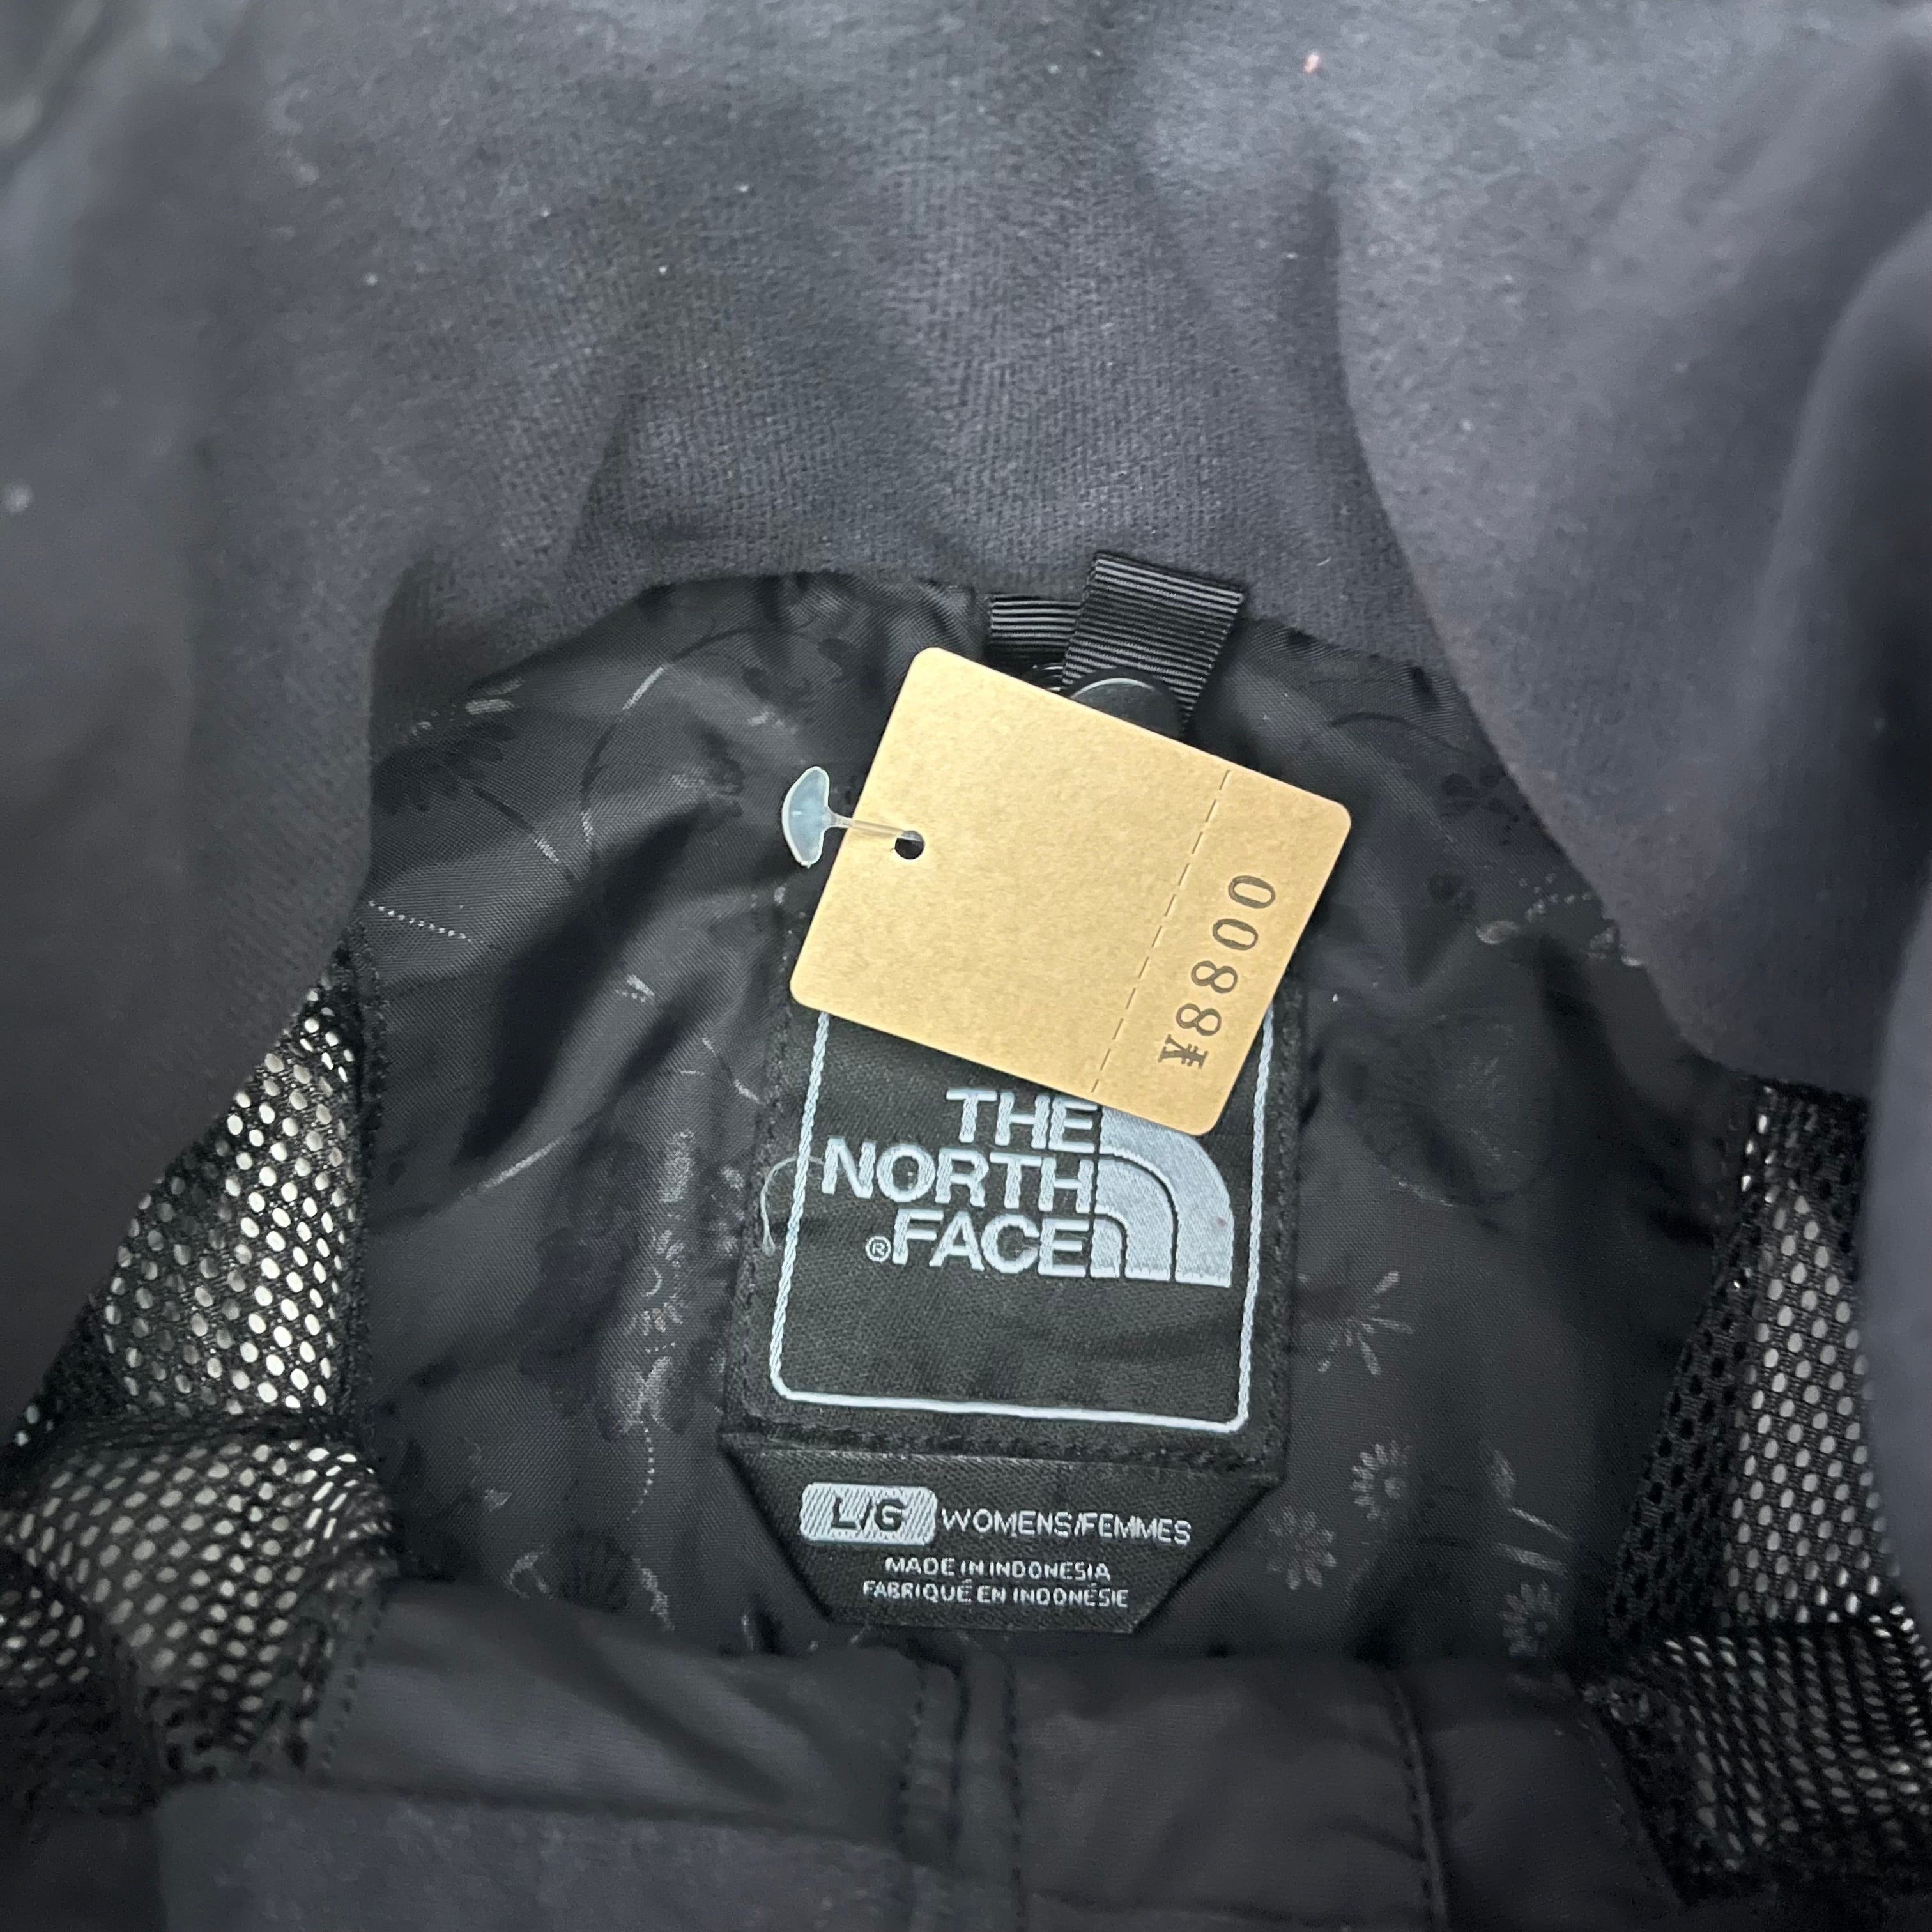 ¥8800
THE
NORTH
®FACE
L/G WOMENS/FEMMES
MADE IN INDONESIA
FABRIQUÉ EN INDONÉSIE